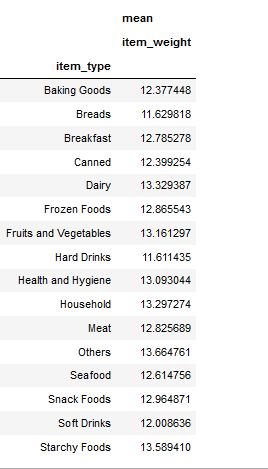 mean
item_weight
item_type
Baking Goods 12.377448
Breads 11.629818
Breakfast 12.785278
Canned 12.399254
Dairy 13.329387
Frozen Foods 12.865543
Fruits and Vegetables 13.161297
Hard Drinks 11.611435
Health and Hygiene 13.093044
Household 13.297274
Meat 12.825689
Others 13.664761
Seafood 12.614756
Snack Foods 12.964871
Soft Drinks 12.008636
Starchy Foods 13.589410